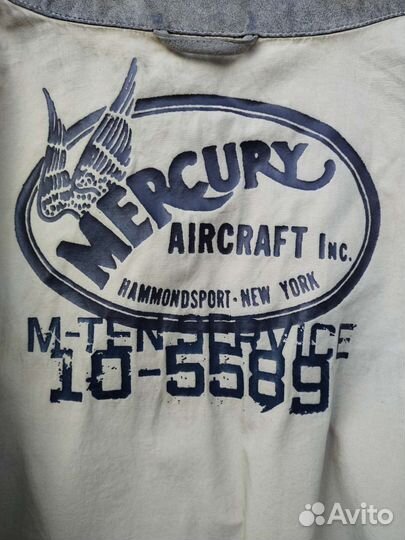 MERCURY
AIRCRAFT INC.
HAMMONDSPORT · NEW YORK
M-TEN SERVICE
10-5589
Avito